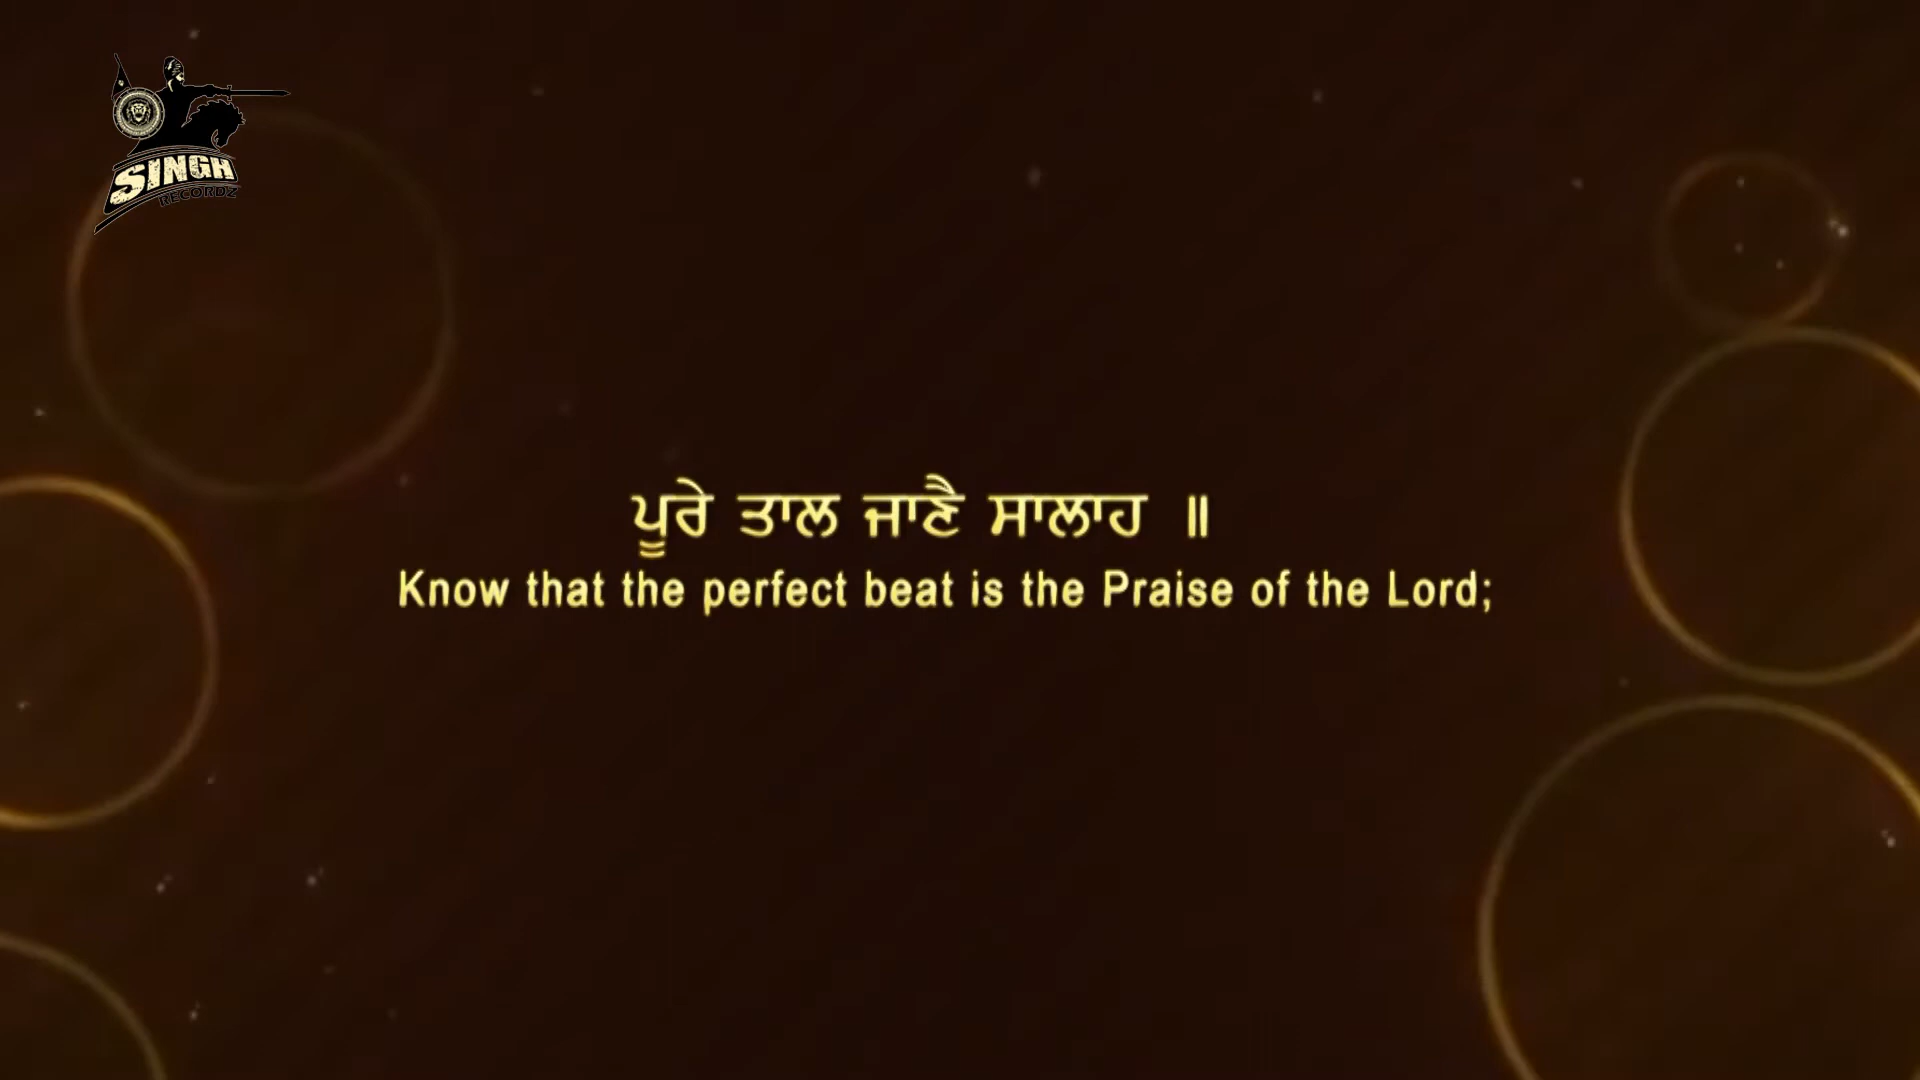 SINGH
RECORDZ
ਪੂਰੇ ਤਾਲ ਜਾਣੈ ਸਾਲਾਹ ॥
Know that the perfect beat is the Praise of the Lord;